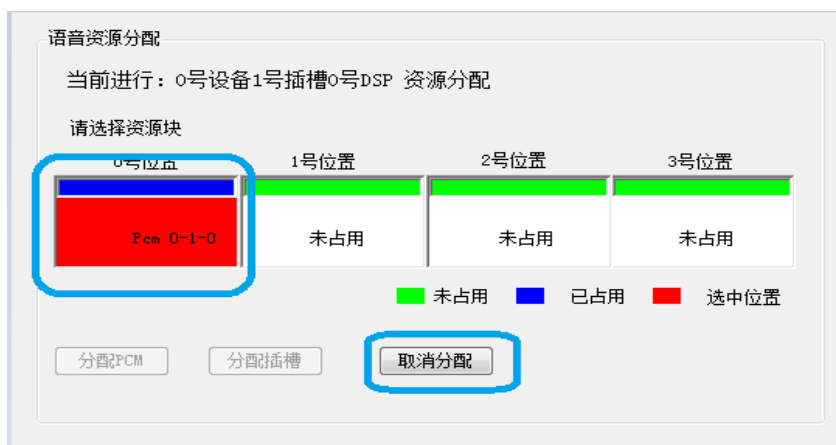 语音资源分配
当前进行：0号设备1号插槽0号DSP 资源分配
请选择资源块
0号位置 1号位置 2号位置 3号位置
Pcm 0-1-0 未占用 未占用 未占用
未占用 已占用 选中位置
分配PCM 分配插槽 取消分配